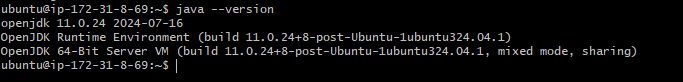 ubuntu@ip-172-31-8-69:~$ java --version
openjdk 11.0.24 2024-07-16
OpenJDK Runtime Environment (build 11.0.24+8-post-Ubuntu-1ubuntu324.04.1)
OpenJDK 64-Bit Server VM (build 11.0.24+8-post-Ubuntu-1ubuntu324.04.1, mixed mode, sharing)
ubuntu@ip-172-31-8-69:~$